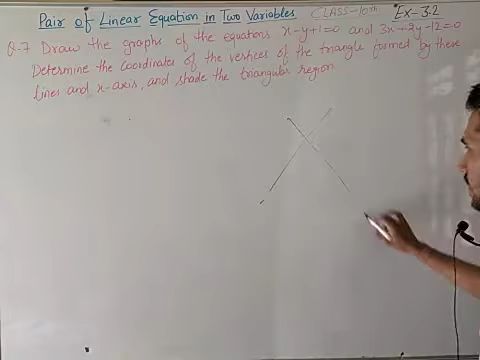 Pair of Linear Equation in Two Variables CLASS-10th Ex-3.2
Q-7 Draw the graphs of the equations x-y+1=0 and 3x+2y-12=0
Determine the coordinates of the vertices of the triangle formed by these
lines and x-axis, and shade the triangular region.